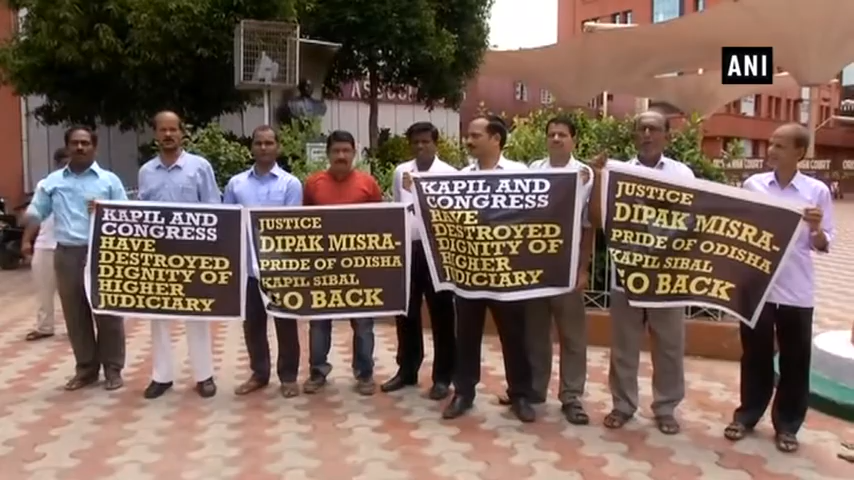 ANI
ASSOC
KAPIL AND
CONGRESS
HAVE
DESTROYED
DIGNITY OF
HIGHER
JUDICIARY
JUSTICE
DIPAK MISRA-
PRIDE OF ODISHA
KAPIL SIBAL
GO BACK
KAPIL AND
CONGRESS
HAVE
DESTROYED
DIGNITY OF
HIGHER
JUDICIARY
JUSTICE
DIPAK MISRA-
PRIDE OF ODISHA
KAPIL SIBAL
GO BACK
COURT